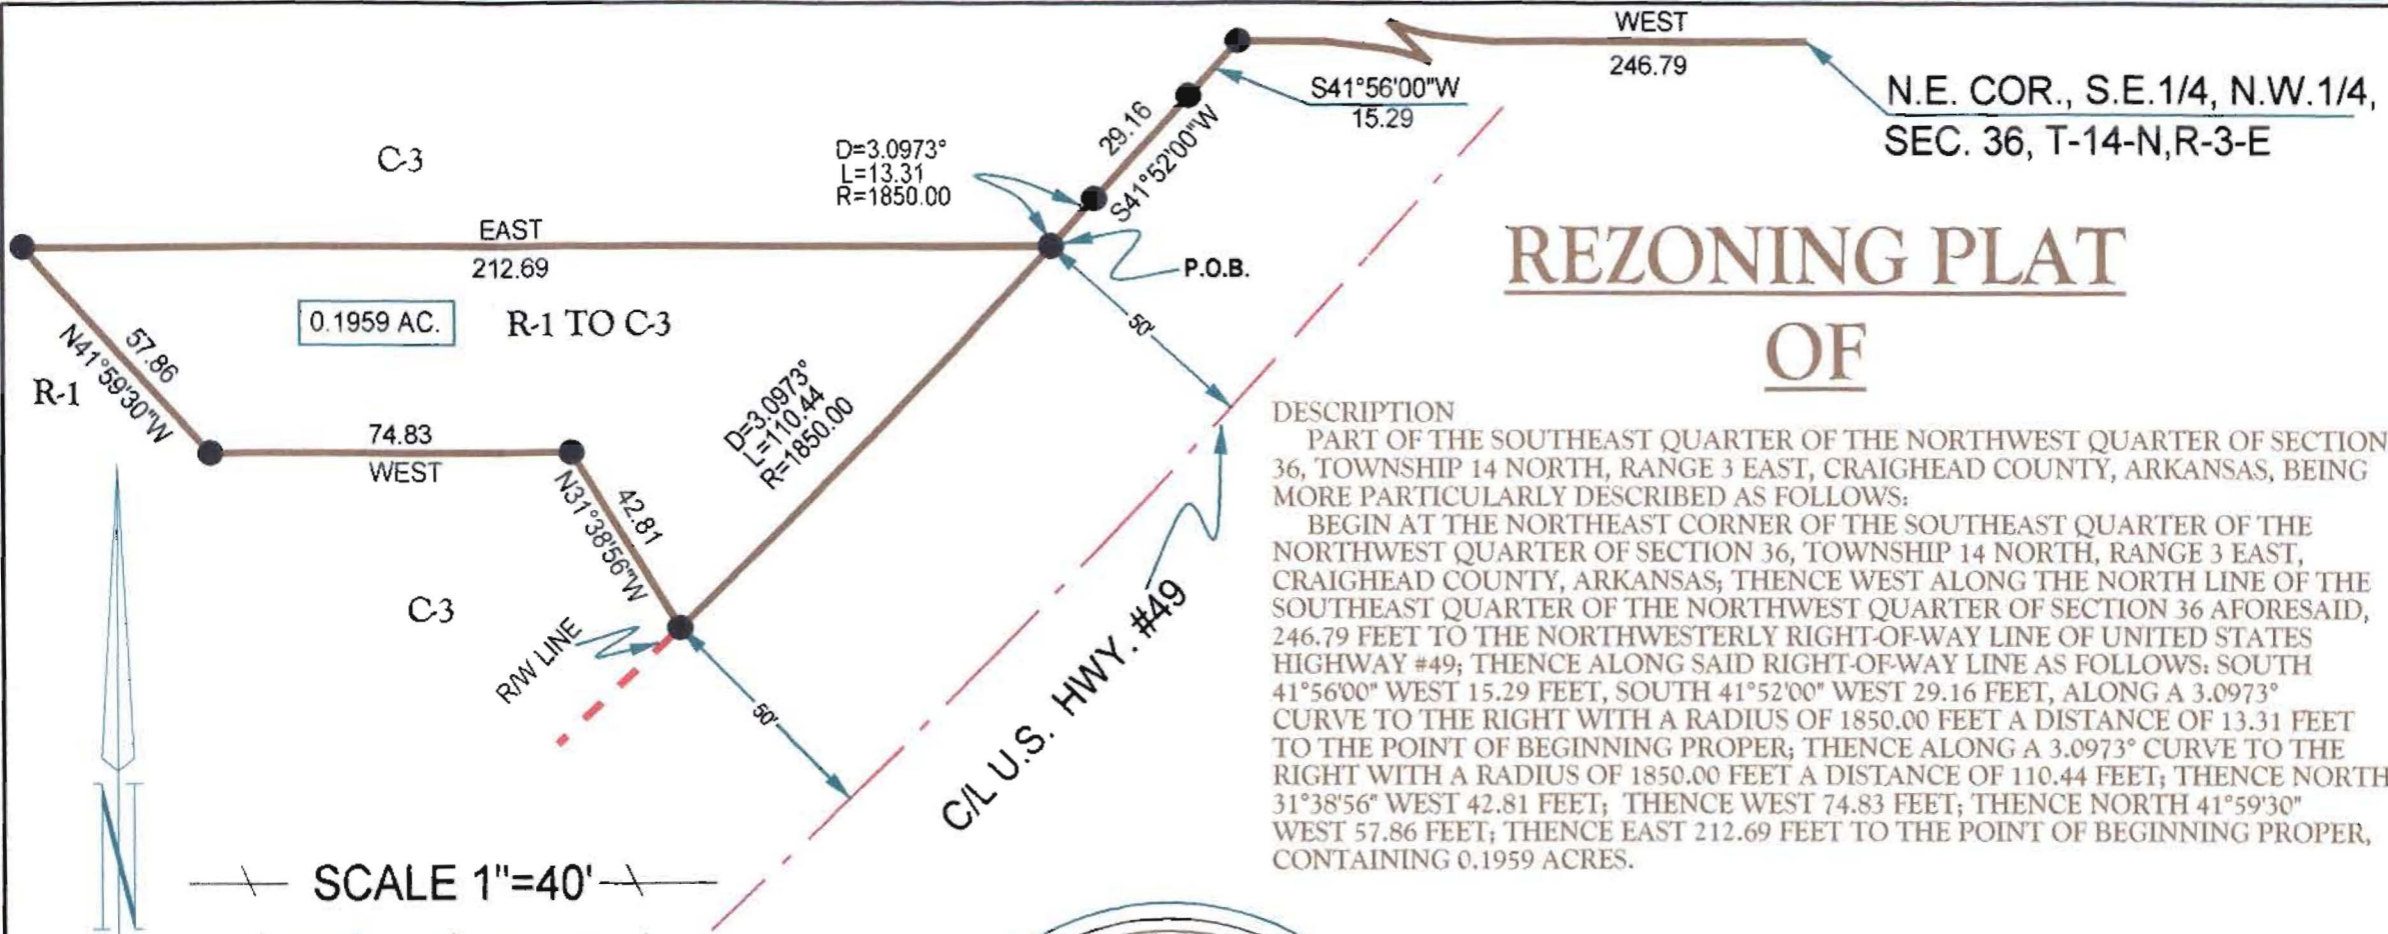 WEST
246.79
S41°56'00"W
15.29
N.E. COR., S.E.1/4, N.W.1/4,
SEC. 36, T-14-N,R-3-E
29.16
S41°52'00"W
D=3.0973°
L=13.31
R=1850.00
C-3
EAST
212.69
P.O.B.
0.1959 AC.
R-1 TO C-3
50'
57.86
N41°59'30"W
R-1
D=3.0973°
L=110.44
R=1850.00
74.83
WEST
42.81
N31°38'56"W
C-3
R/W LINE
50'
C/L U.S. HWY. #49
N
SCALE 1"=40'
REZONING PLAT
OF
DESCRIPTION
PART OF THE SOUTHEAST QUARTER OF THE NORTHWEST QUARTER OF SECTION
36, TOWNSHIP 14 NORTH, RANGE 3 EAST, CRAIGHEAD COUNTY, ARKANSAS, BEING
MORE PARTICULARLY DESCRIBED AS FOLLOWS:
BEGIN AT THE NORTHEAST CORNER OF THE SOUTHEAST QUARTER OF THE
NORTHWEST QUARTER OF SECTION 36, TOWNSHIP 14 NORTH, RANGE 3 EAST,
CRAIGHEAD COUNTY, ARKANSAS; THENCE WEST ALONG THE NORTH LINE OF THE
SOUTHEAST QUARTER OF THE NORTHWEST QUARTER OF SECTION 36 AFORESAID,
246.79 FEET TO THE NORTHWESTERLY RIGHT-OF-WAY LINE OF UNITED STATES
HIGHWAY #49; THENCE ALONG SAID RIGHT-OF-WAY LINE AS FOLLOWS: SOUTH
41°56'00" WEST 15.29 FEET, SOUTH 41°52'00" WEST 29.16 FEET, ALONG A 3.0973°
CURVE TO THE RIGHT WITH A RADIUS OF 1850.00 FEET A DISTANCE OF 13.31 FEET
TO THE POINT OF BEGINNING PROPER; THENCE ALONG A 3.0973° CURVE TO THE
RIGHT WITH A RADIUS OF 1850.00 FEET A DISTANCE OF 110.44 FEET; THENCE NORTH
31°38'56" WEST 42.81 FEET; THENCE WEST 74.83 FEET; THENCE NORTH 41°59'30"
WEST 57.86 FEET; THENCE EAST 212.69 FEET TO THE POINT OF BEGINNING PROPER,
CONTAINING 0.1959 ACRES.